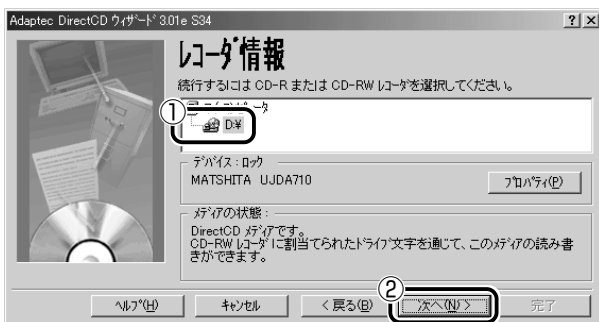 Adaptec DirectCD ウィザード 3.01e S34
レコーダ情報
続行するには CD-R または CD-RW レコーダを選択してください。
①
D:¥
デバイス：ロック
MATSHITA UJDA710
プロパティ(P)
メディアの状態：
DirectCD メディアです。
CD-RW レコーダに割当てられたドライブ文字を通じて、このメディアの読み書
きができます。
②
ヘルプ(H)
キャンセル
< 戻る(B)
次へ(N) >
完了